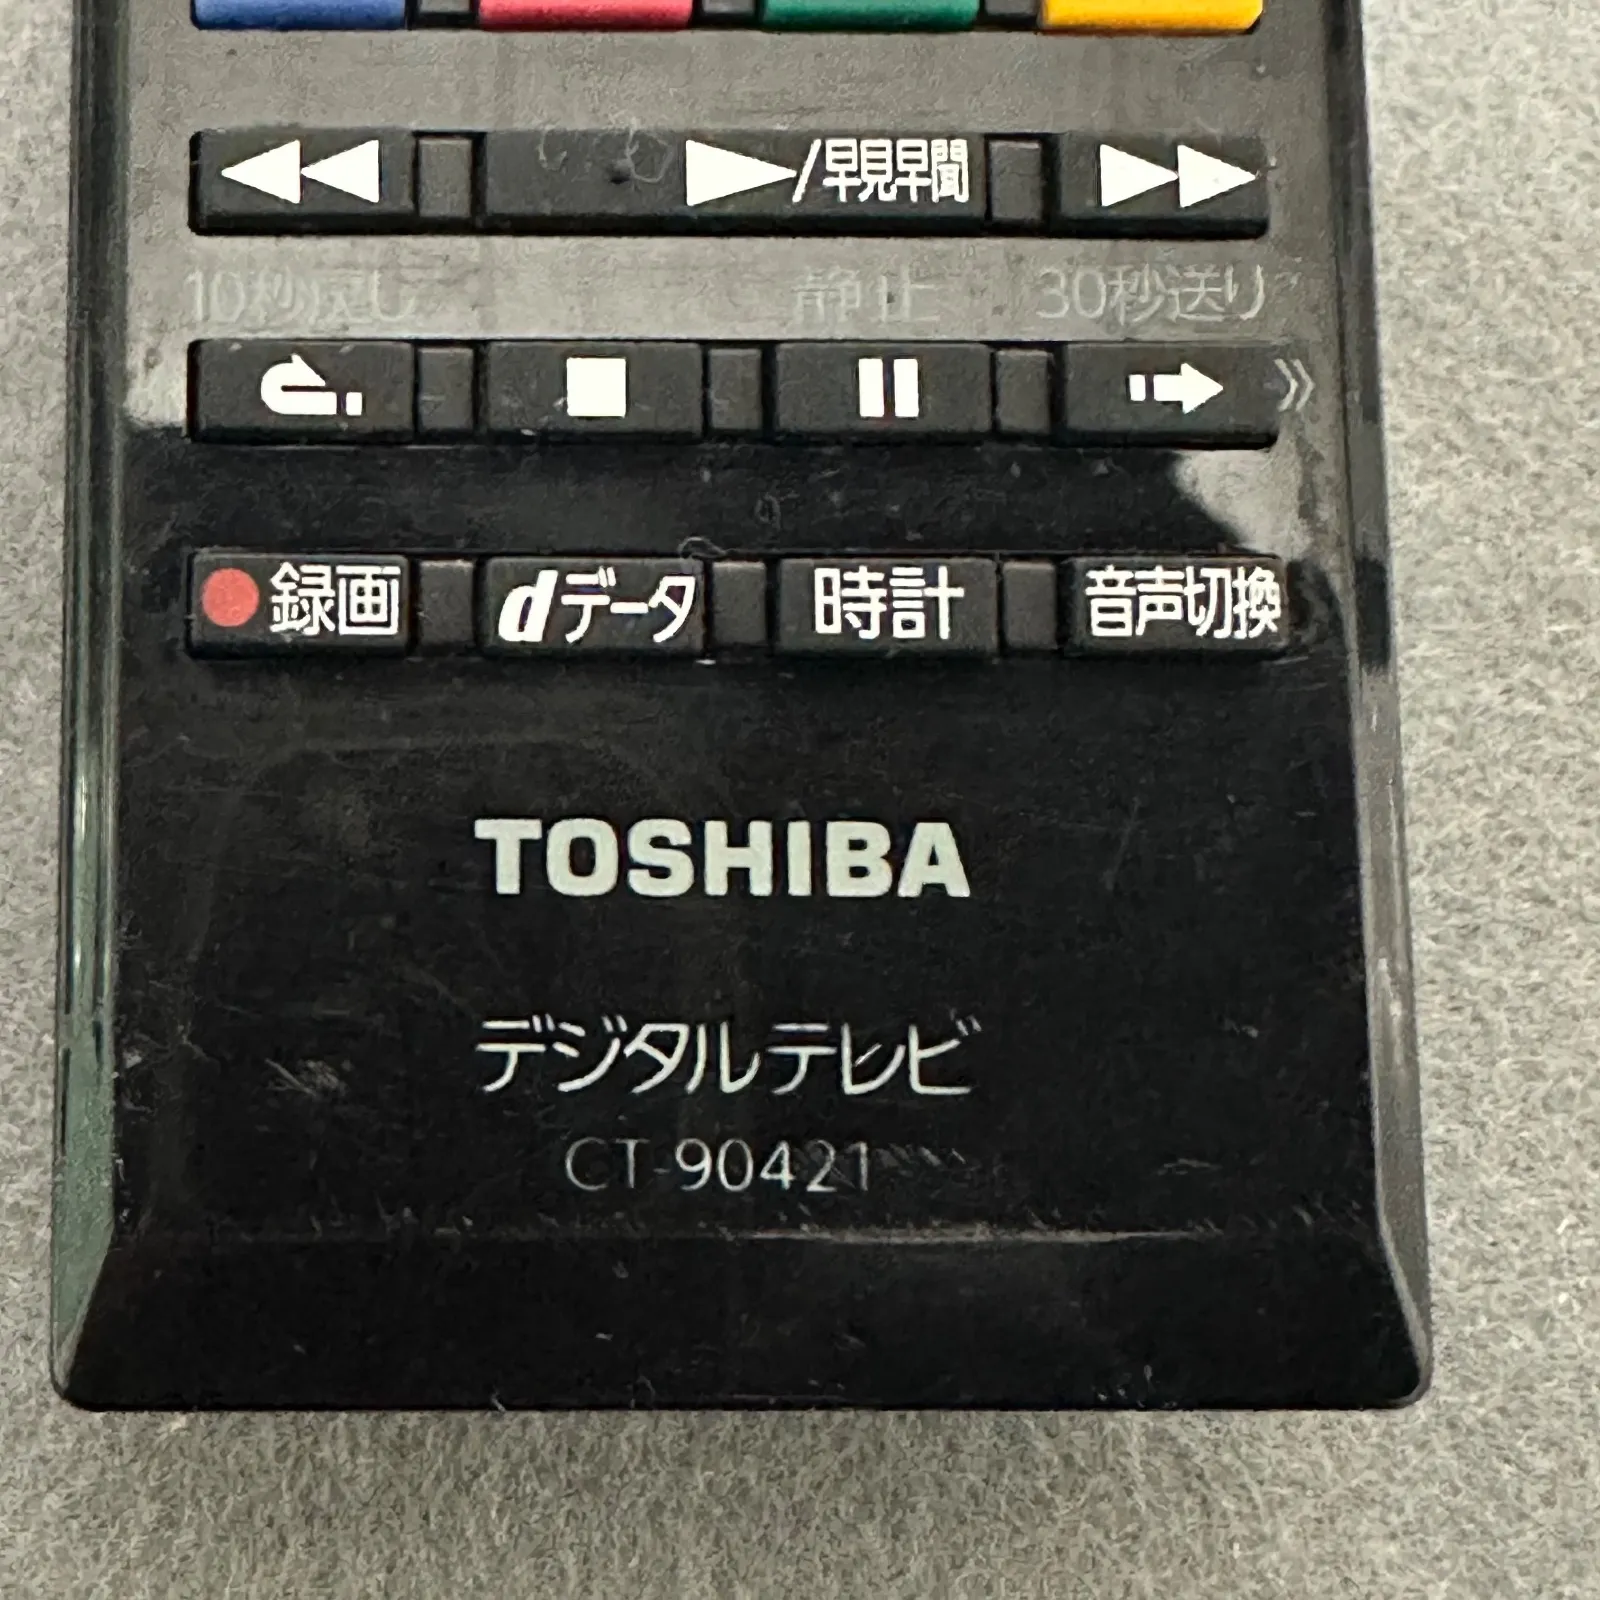 /早見早聞
10秒戻し 静止 30秒送り
録画 dデータ 時計 音声切換
TOSHIBA
デジタルテレビ
CT-90421